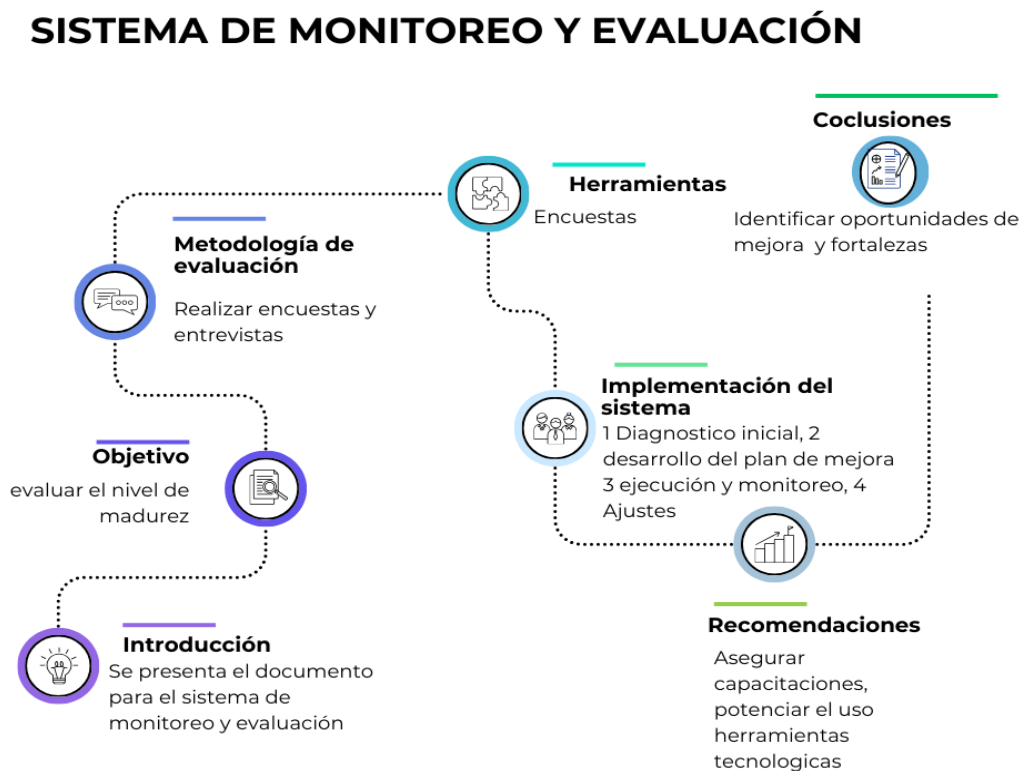 SISTEMA DE MONITOREO Y EVALUACIÓN
Coclusiones
Identificar oportunidades de
mejora y fortalezas
Herramientas
Encuestas
Metodología de
evaluación
Realizar encuestas y
entrevistas
Implementación del
sistema
1 Diagnostico inicial, 2
desarrollo del plan de mejora
3 ejecución y monitoreo, 4
Ajustes
Objetivo
evaluar el nivel de
madurez
Introducción
Se presenta el documento
para el sistema de
monitoreo y evaluación
Recomendaciones
Asegurar
capacitaciones,
potenciar el uso
herramientas
tecnologicas